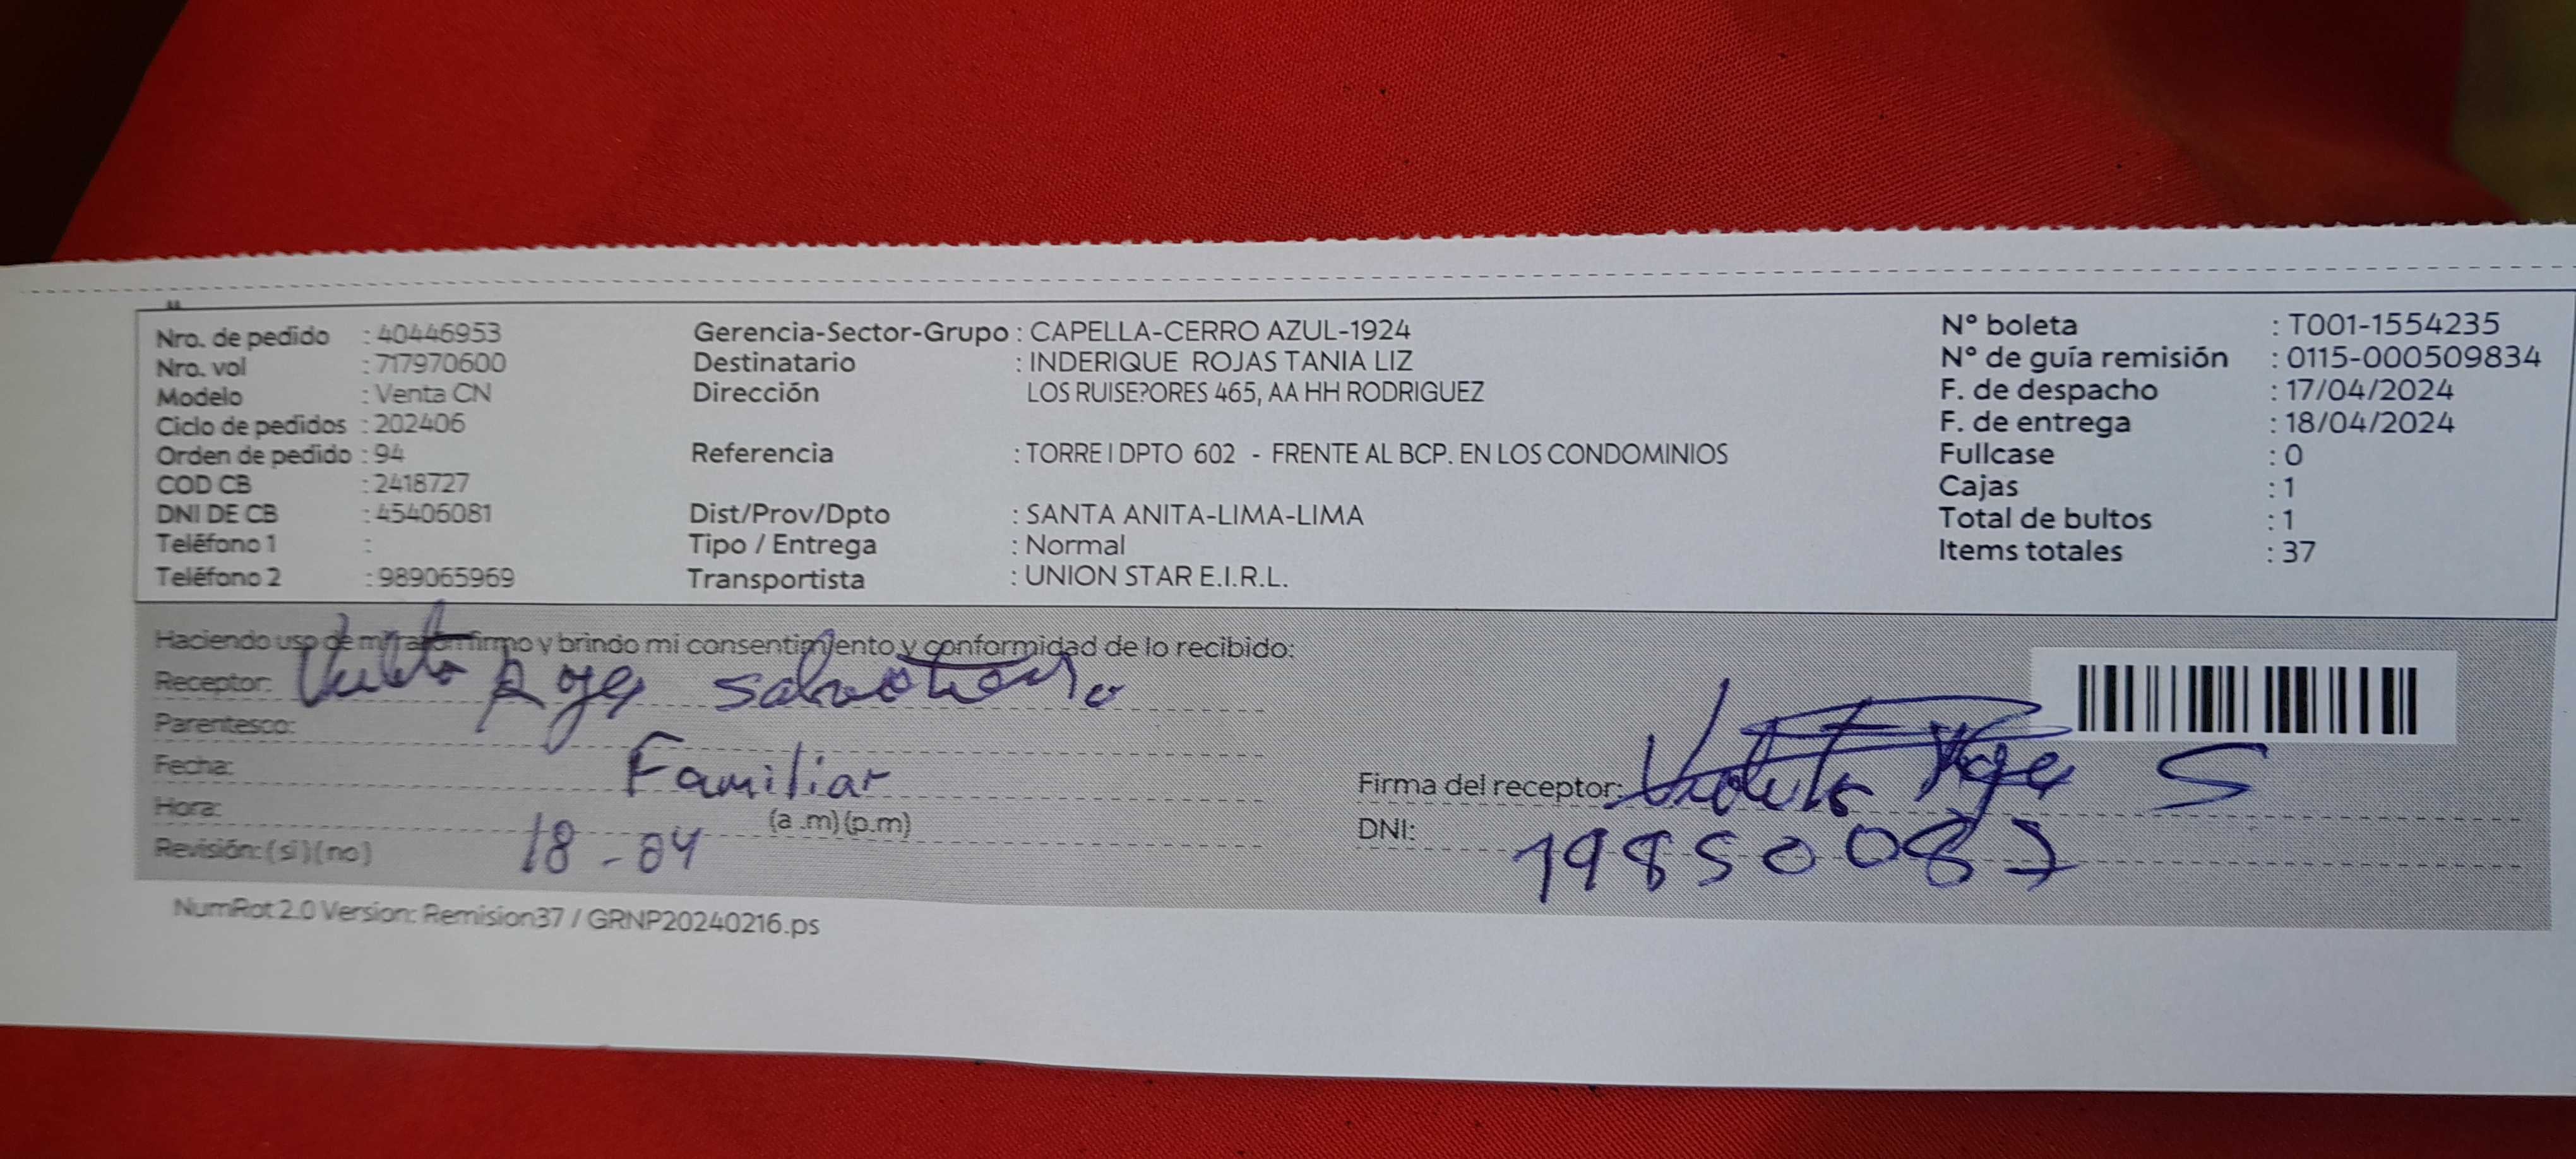 Nro. de pedido : 40446953
Nro. vol : 717970600
Modelo : Venta CN
Ciclo de pedidos : 202406
Orden de pedido : 94
COD CB : 2418727
DNI DE CB : 45406081
Teléfono 1 :
Teléfono 2 : 989065969
Gerencia-Sector-Grupo : CAPELLA-CERRO AZUL-1924
Destinatario : INDERIQUE ROJAS TANIA LIZ
Dirección LOS RUISE?ORES 465, AA HH RODRIGUEZ
Referencia : TORRE I DPTO 602 - FRENTE AL BCP. EN LOS CONDOMINIOS
Dist/Prov/Dpto : SANTA ANITA-LIMA-LIMA
Tipo / Entrega : Normal
Transportista : UNION STAR E.I.R.L.
N° boleta : T001-1554235
N° de guía remisión : 0115-000509834
F. de despacho : 17/04/2024
F. de entrega : 18/04/2024
Fullcase : 0
Cajas : 1
Total de bultos : 1
Items totales : 37
Haciendo uso de mi firmo y brindo mi consentimiento y conformidad de lo recibido:
Receptor:
Parentesco:
Fecha: Familiar
Hora: (a .m) (p.m)
Revisión: (si) (no) 18 - 04
Firma del receptor: S
DNI: 19850087
NumRot 2.0 Version: Remision37 / GRNP20240216.ps